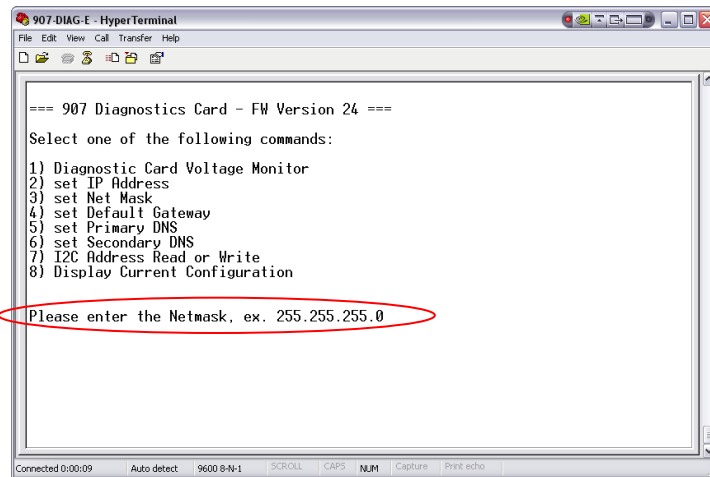 907-DIAG-E - HyperTerminal
File Edit View Call Transfer Help
=== 907 Diagnostics Card - FW Version 24 ===
Select one of the following commands:
1) Diagnostic Card Voltage Monitor
2) set IP Address
3) set Net Mask
4) set Default Gateway
5) set Primary DNS
6) set Secondary DNS
7) I2C Address Read or Write
8) Display Current Configuration
Please enter the Netmask, ex. 255.255.255.0
Connected 0:00:09 Auto detect 9600 8-N-1 SCROLL CAPS NUM Capture Print echo